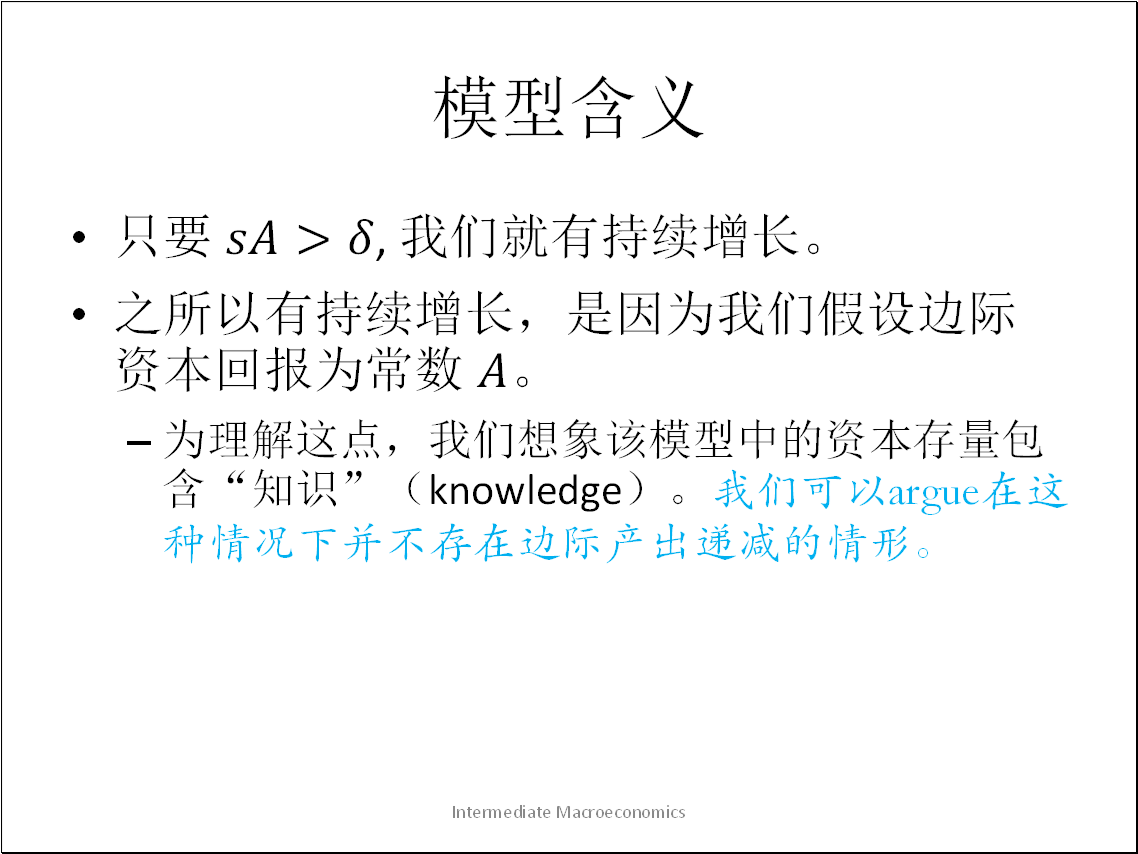 模型含义
• 只要 sA > δ, 我们就有持续增长。
• 之所以有持续增长，是因为我们假设边际
资本回报为常数 A。
– 为理解这点，我们想象该模型中的资本存量包
含“知识”（knowledge）。我们可以argue在这
种情况下并不存在边际产出递减的情形。
Intermediate Macroeconomics